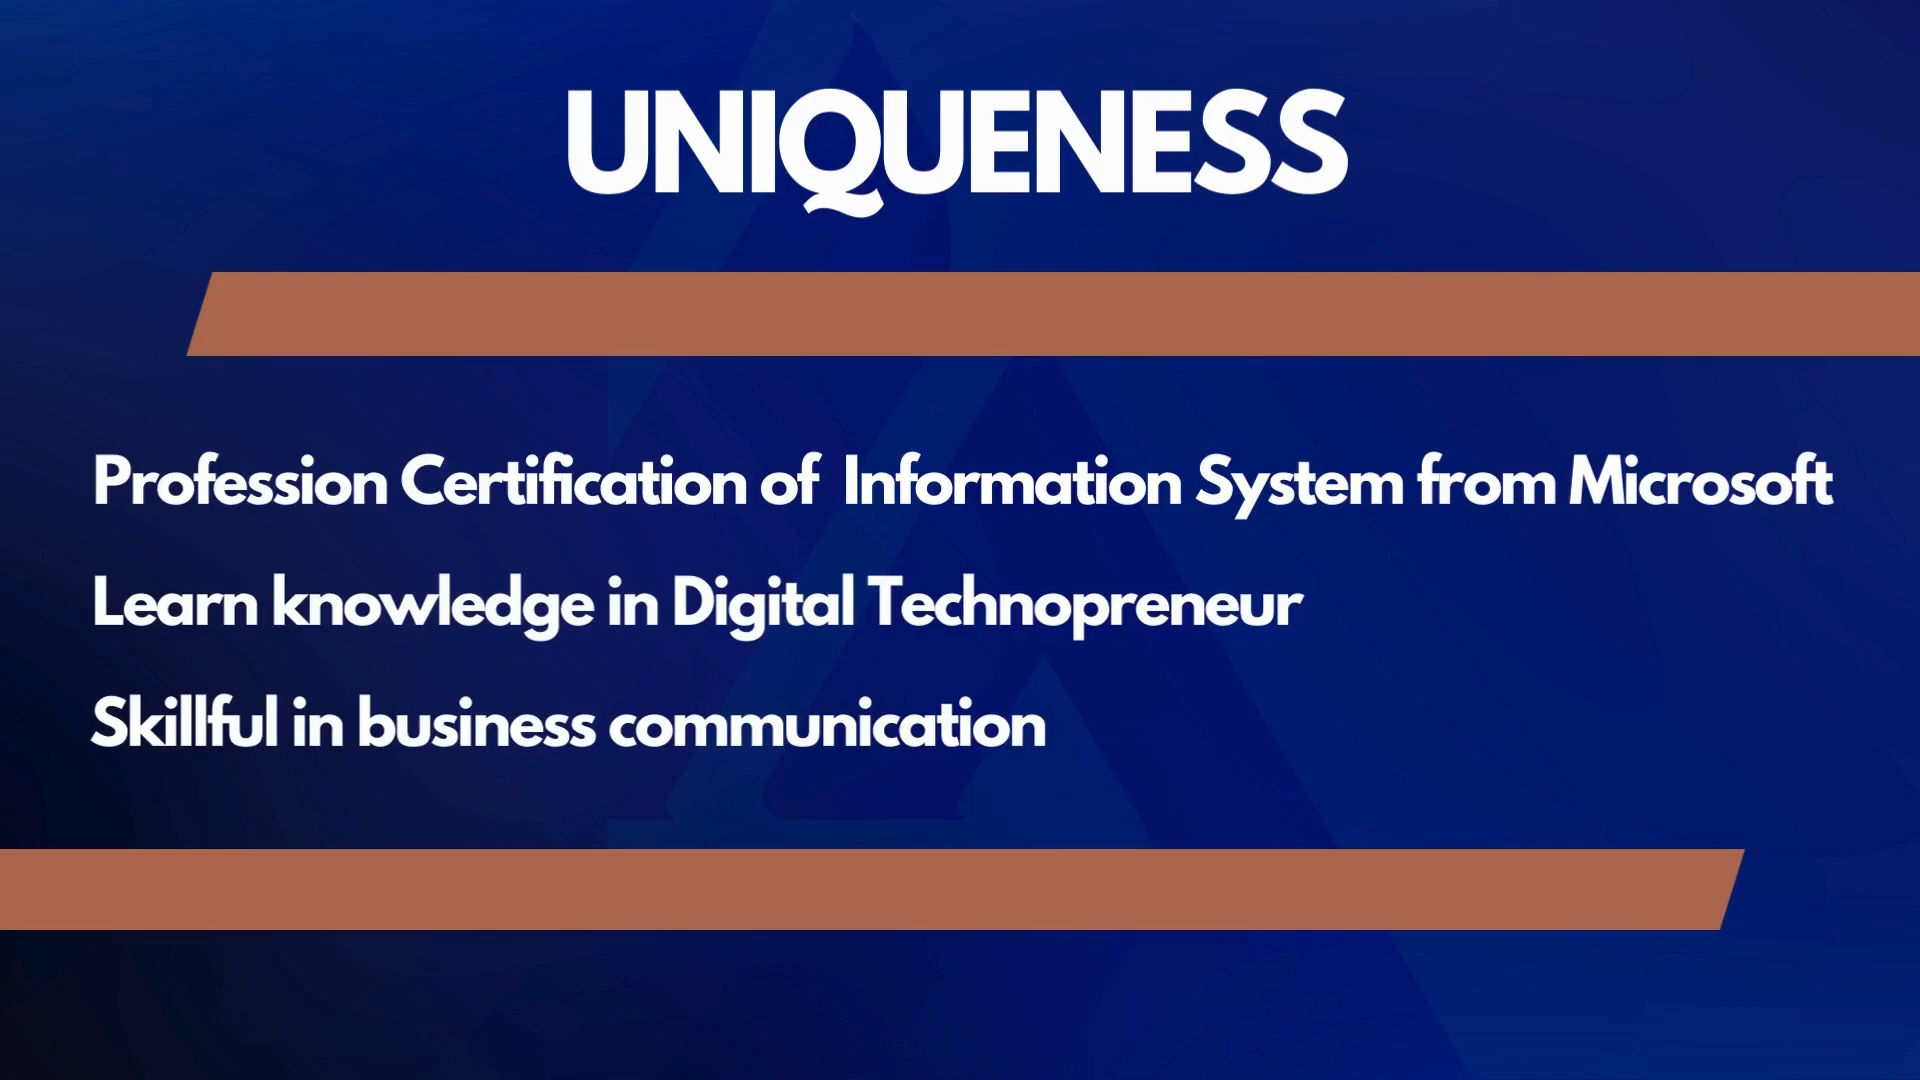 UNIQUENESS
Profession Certification of Information System from Microsoft
Learn knowledge in Digital Technopreneur
Skillful in business communication